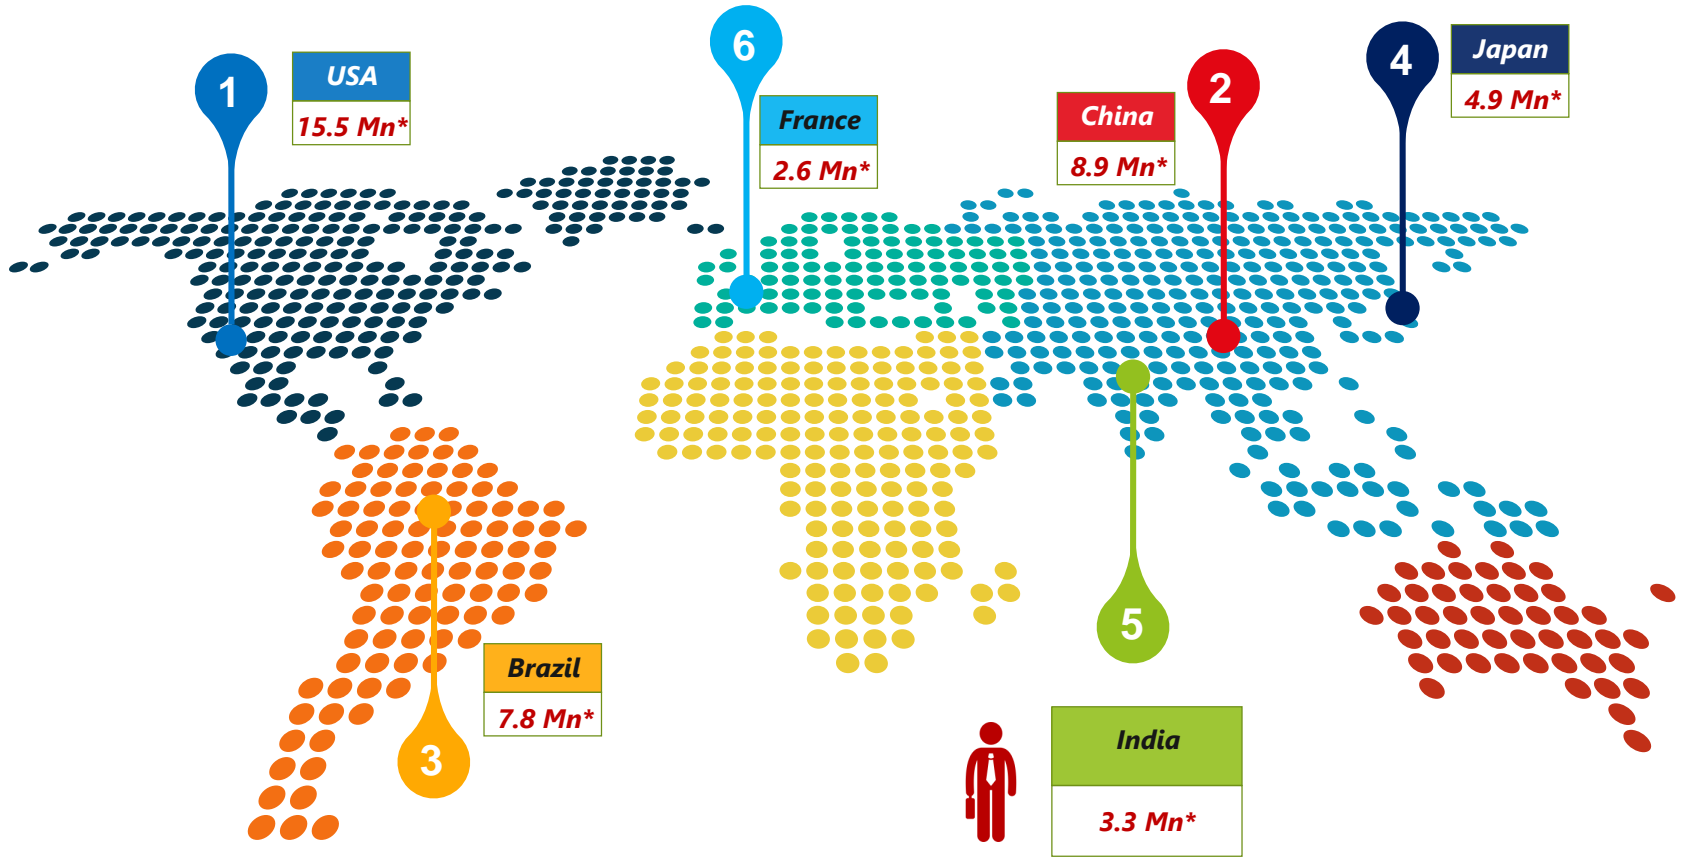 1
USA
15.5 Mn*
6
France
2.6 Mn*
2
China
8.9 Mn*
4
Japan
4.9 Mn*
3
Brazil
7.8 Mn*
5
India
3.3 Mn*